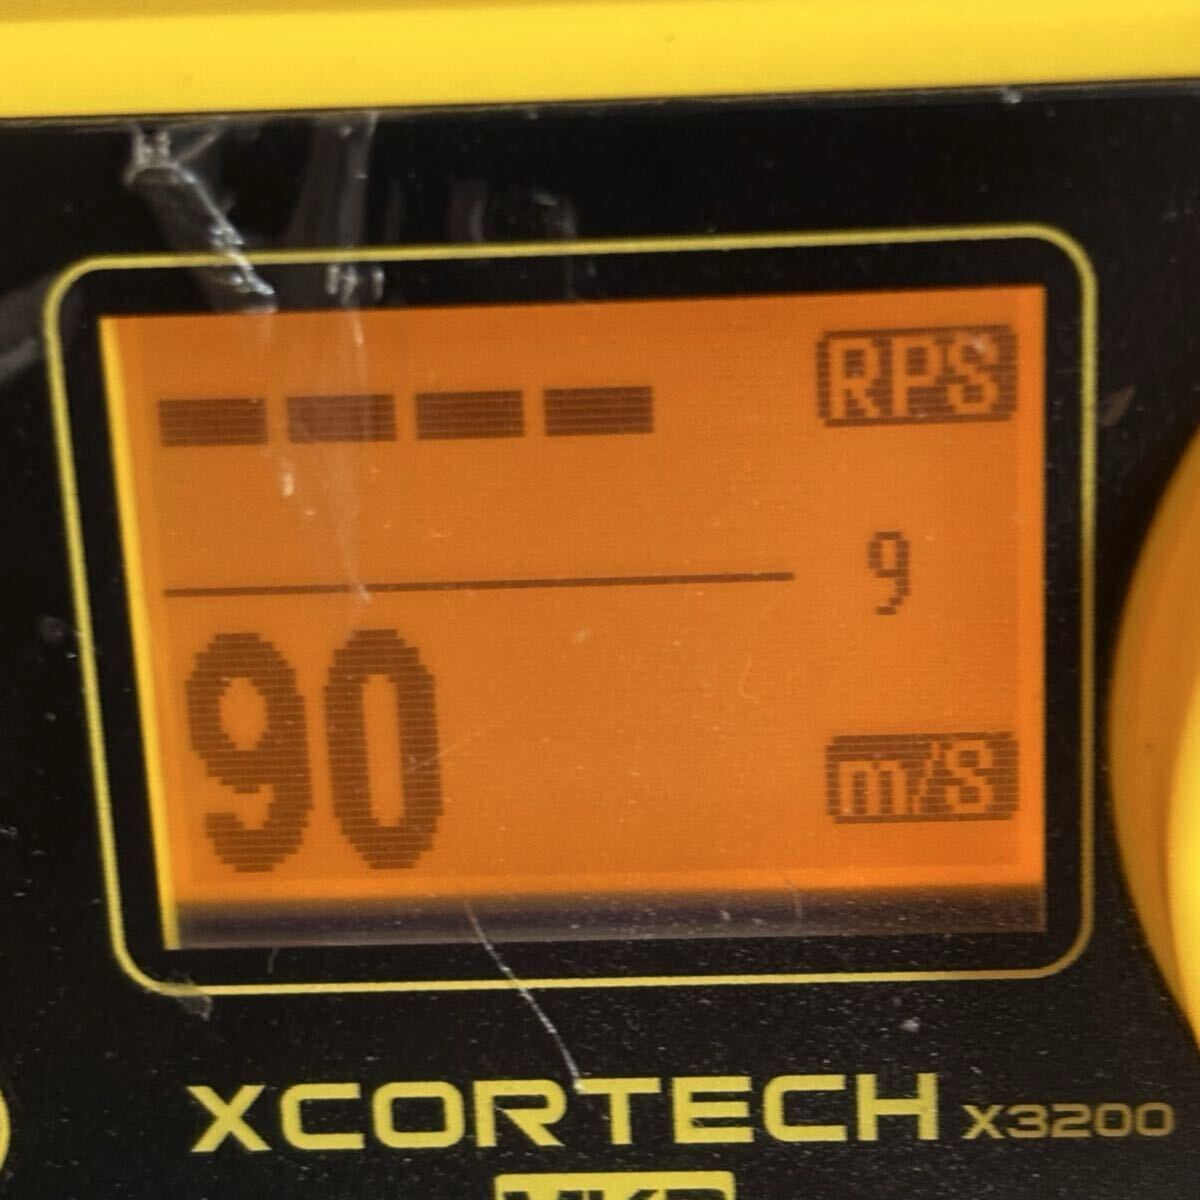 ---- RPS
9
90 m/s
XCORTECH X3200